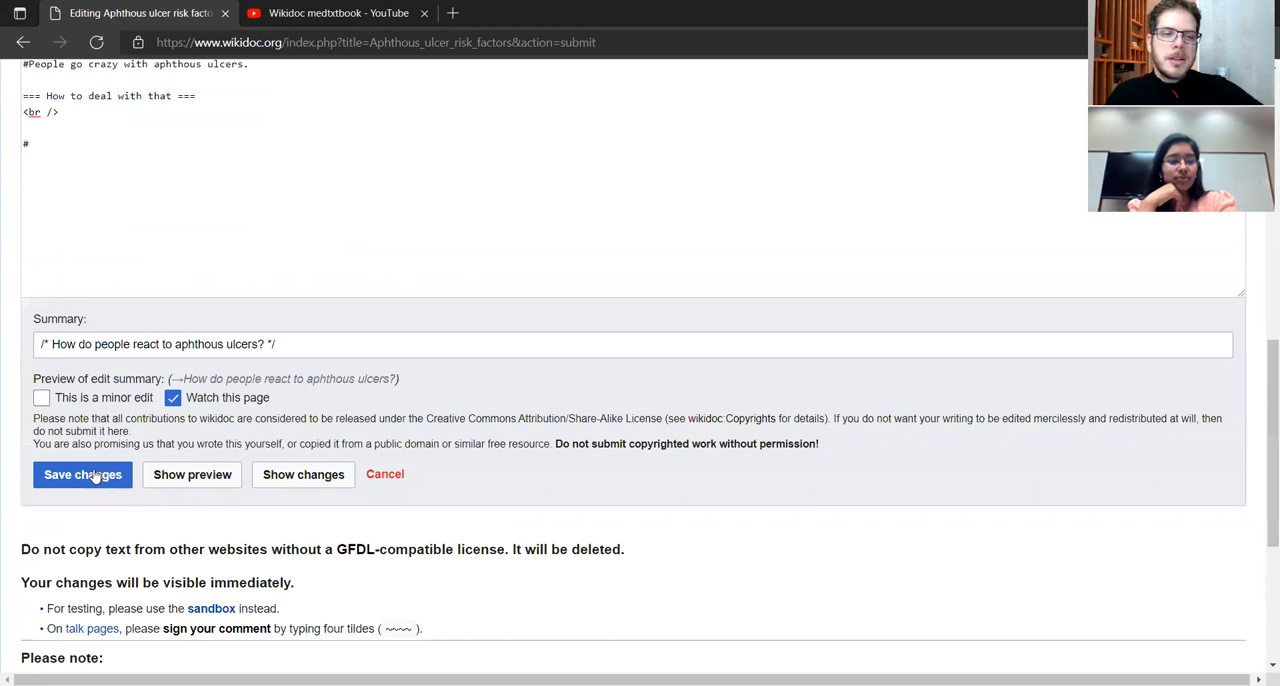 Editing Aphthous ulcer risk facto
Wikidoc medtxtbook - YouTube
https://www.wikidoc.org/index.php?title=Aphthous_ulcer_risk_factors&action=submit
#People go crazy with aphthous ulcers.
=== How to deal with that ===
<br />
#
Summary:
/* How do people react to aphthous ulcers? */
Preview of edit summary: (→How do people react to aphthous ulcers?)
This is a minor edit Watch this page
Please note that all contributions to wikidoc are considered to be released under the Creative Commons Attribution/Share-Alike License (see wikidoc:Copyrights for details). If you do not want your writing to be edited mercilessly and redistributed at will, then
do not submit it here.
You are also promising us that you wrote this yourself, or copied it from a public domain or similar free resource. Do not submit copyrighted work without permission!
Save changes Show preview Show changes Cancel
Do not copy text from other websites without a GFDL-compatible license. It will be deleted.
Your changes will be visible immediately.
• For testing, please use the sandbox instead.
• On talk pages, please sign your comment by typing four tildes ( ~~~~ ).
Please note: